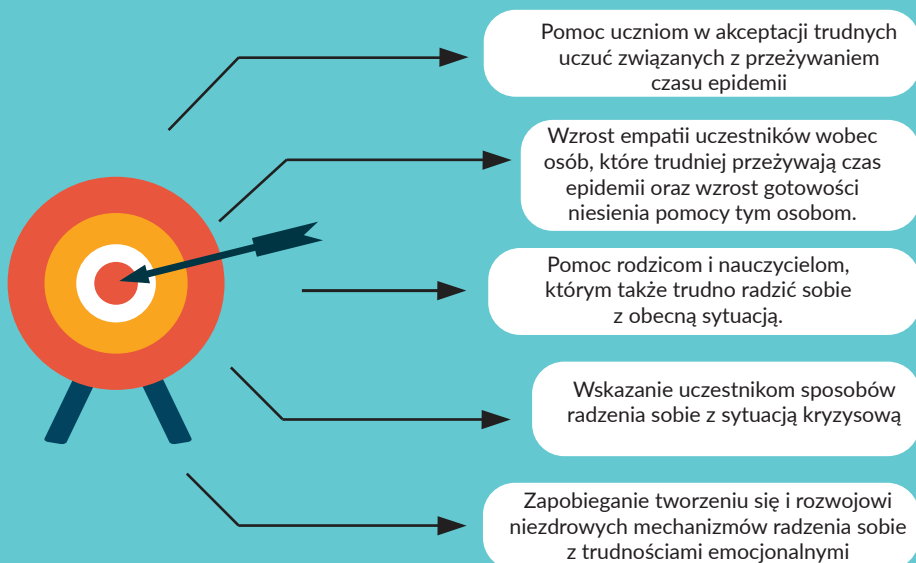 Pomoc uczniom w akceptacji trudnych
uczuć związanych z przeżywaniem
czasu epidemii
Wzrost empatii uczestników wobec
osób, które trudniej przeżywają czas
epidemii oraz wzrost gotowości
niesienia pomocy tym osobom.
Pomoc rodzicom i nauczycielom,
którym także trudno radzić sobie
z obecną sytuacją.
Wskazanie uczestnikom sposobów
radzenia sobie z sytuacją kryzysową
Zapobieganie tworzeniu się i rozwojowi
niezdrowych mechanizmów radzenia sobie
z trudnościami emocjonalnymi